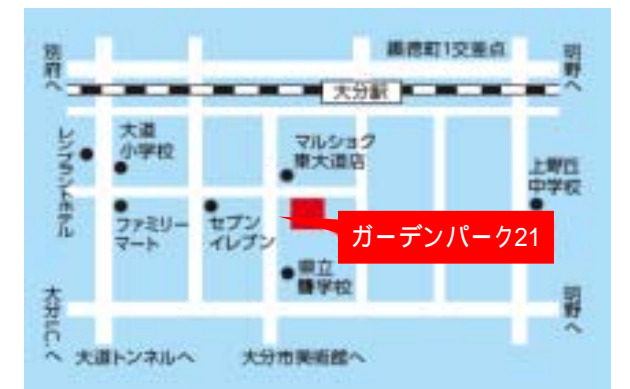 別府へ
顕徳町1交差点
明野へ
大分駅
レンブラントホテル
大道
小学校
マルショク
東大道店
上野丘
中学校
ファミリー
マート
セブン
イレブン
ガーデンパーク21
県立
聾学校
大分I.C.へ
明野へ
大道トンネルへ
大分市美術館へ